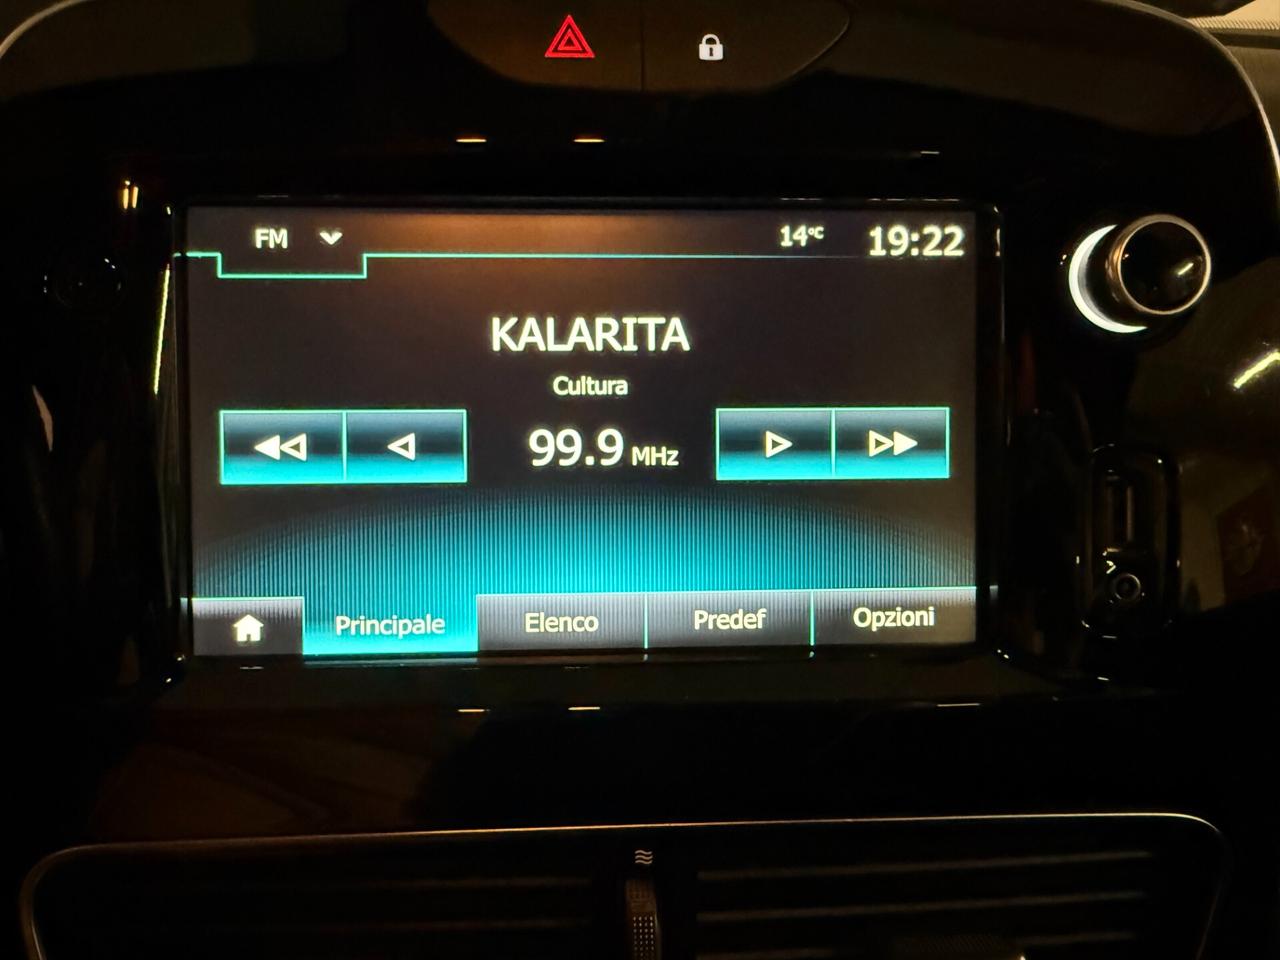 FM 14°C 19:22
KALARITA
Cultura
99.9 MHz
Principale Elenco Predef Opzioni